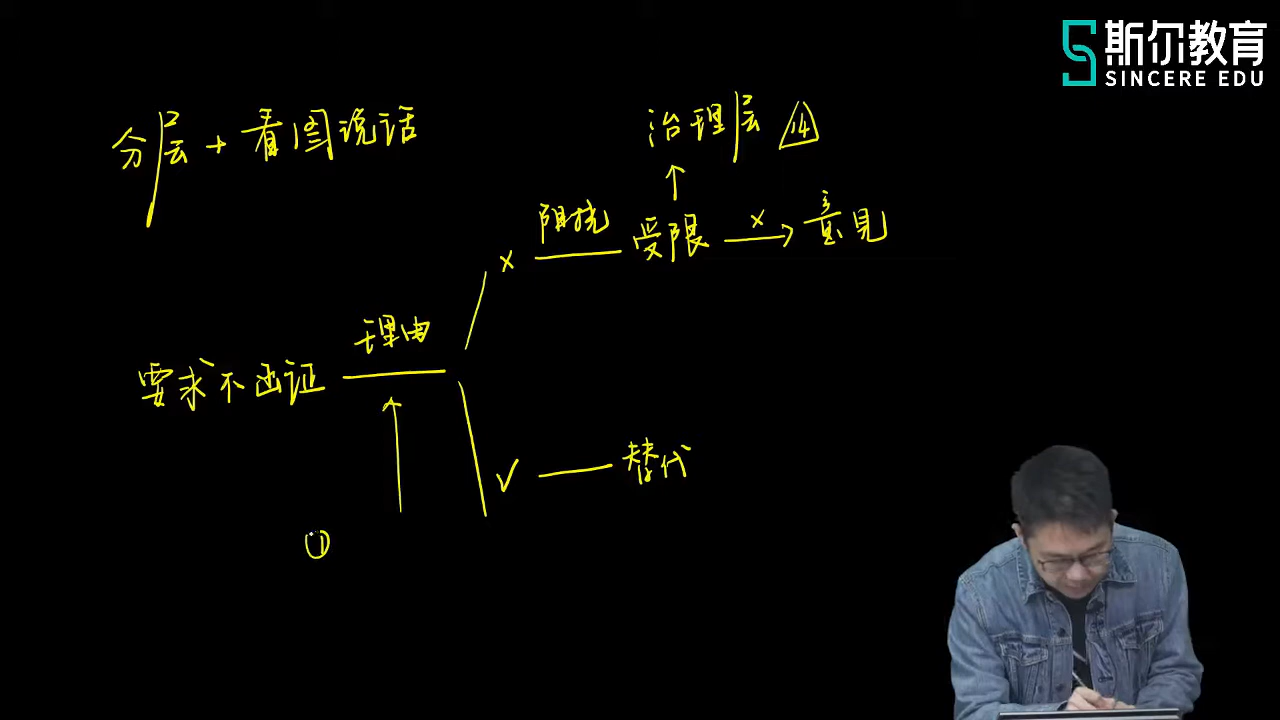 斯尔教育
SINCERE EDU
分层+看图说话
治理层 14
阻挠
× 受限 × 意见
理由
要求不函证
✓ 替代
①